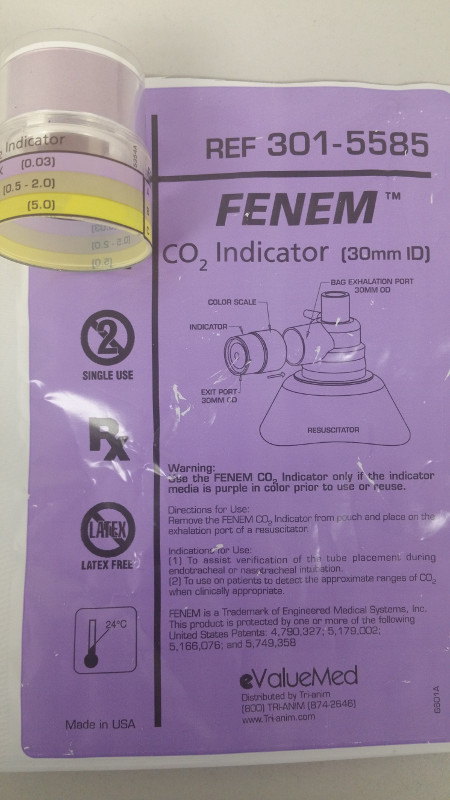 Indicator
(0.03)
(0.5 - 2.0)
(5.0)
REF 301-5585
FENEM™
CO2 Indicator (30mm ID)
BAG EXHALATION PORT
30MM OD
COLOR SCALE
INDICATOR
EXIT PORT
30MM OD
RESUSCITATOR
2
SINGLE USE
Rx
LATEX
LATEX FREE
24°C
Made in USA
Warning:
Use the FENEM CO2 Indicator only if the indicator
media is purple in color prior to use or reuse.
Directions for Use:
Remove the FENEM CO2 Indicator from pouch and place on the
exhalation port of a resuscitator.
Indications for Use:
(1) To assist verification of the tube placement during
endotracheal or nasotracheal intubation.
(2) To use on patients to detect the approximate ranges of CO2
when clinically appropriate.
FENEM is a Trademark of Engineered Medical Systems, Inc.
This product is protected by one or more of the following
United States Patents: 4,790,327; 5,179,002;
5,166,076; and 5,749,358
eValueMed
Distributed by Tri-anim
(800) TRI-ANIM (874-2646)
www.Tri-anim.com
6501A